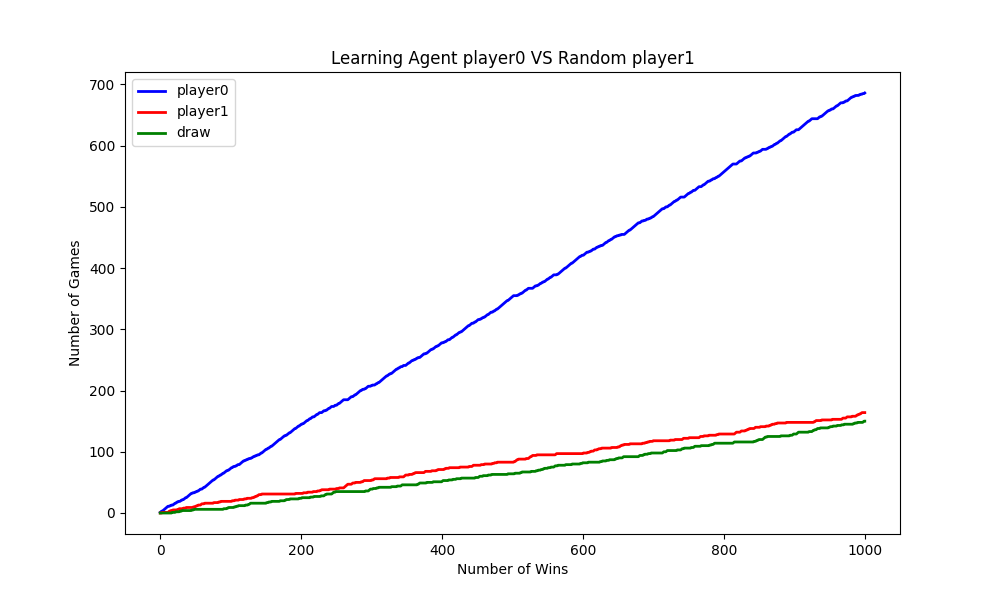 Learning Agent player0 VS Random player1
player0
player1
draw
700
600
500
400
300
200
100
0
Number of Games
0 200 400 600 800 1000
Number of Wins